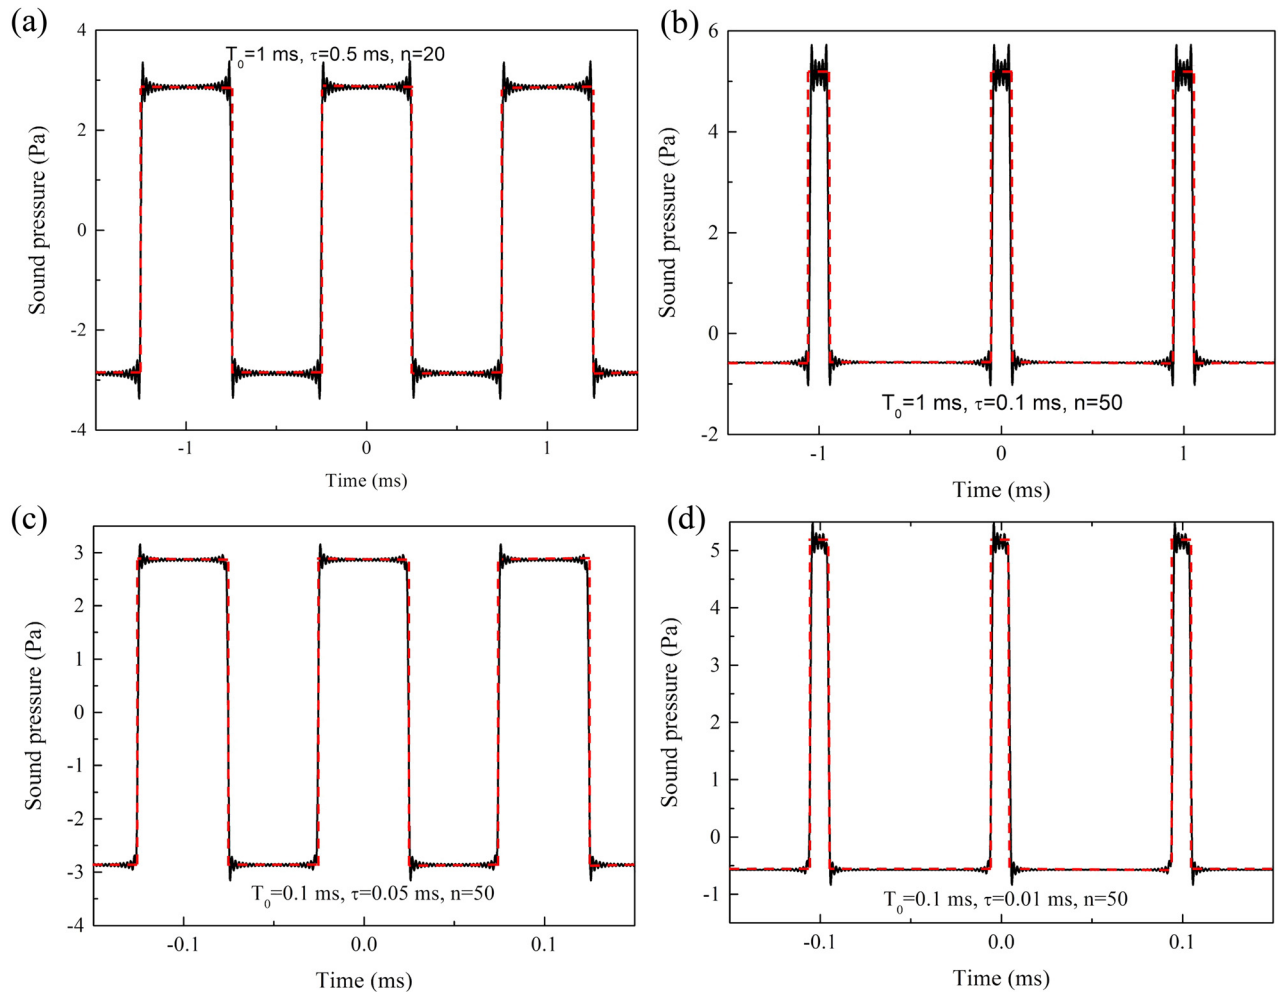 (a)
T0=1 ms, τ=0.5 ms, n=20
4
2
0
-2
-4
Sound pressure (Pa)
-1
0
1
Time (ms)
(b)
6
4
2
0
-2
Sound pressure (Pa)
T0=1 ms, τ=0.1 ms, n=50
-1
0
1
Time (ms)
(c)
3
2
1
0
-1
-2
-3
-4
Sound pressure (Pa)
T0=0.1 ms, τ=0.05 ms, n=50
-0.1
0.0
0.1
Time (ms)
(d)
5
4
3
2
1
0
-1
Sound pressure (Pa)
T0=0.1 ms, τ=0.01 ms, n=50
-0.1
0.0
0.1
Time (ms)